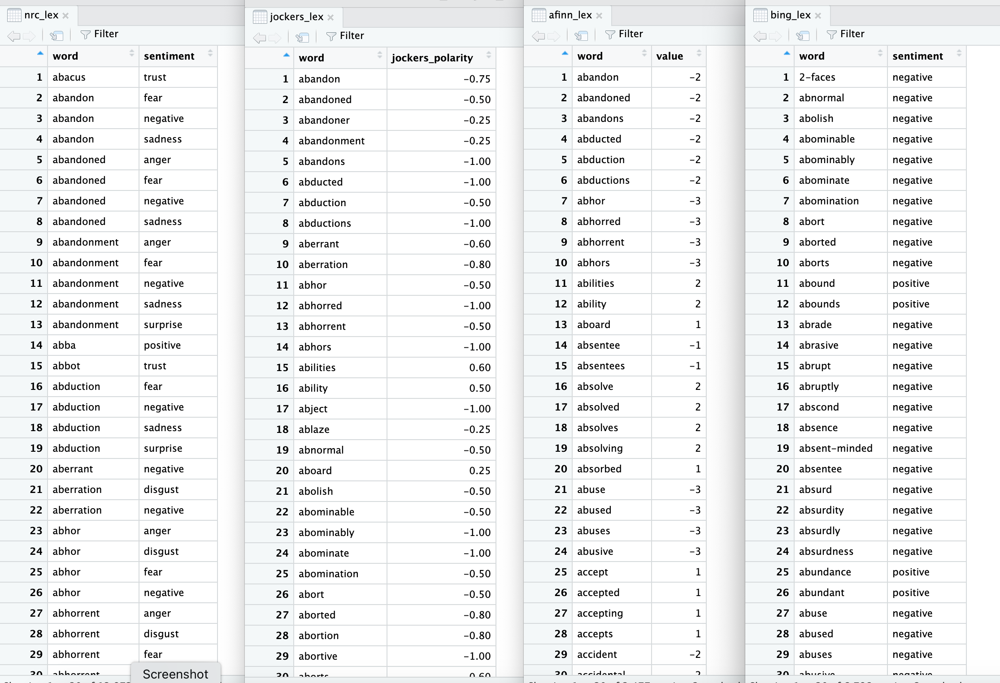 nrc_lex
Filter
word sentiment
1 abacus trust
2 abandon fear
3 abandon negative
4 abandon sadness
5 abandoned anger
6 abandoned fear
7 abandoned negative
8 abandoned sadness
9 abandonment anger
10 abandonment fear
11 abandonment negative
12 abandonment sadness
13 abandonment surprise
14 abba positive
15 abbot trust
16 abduction fear
17 abduction negative
18 abduction sadness
19 abduction surprise
20 aberrant negative
21 aberration disgust
22 aberration negative
23 abhor anger
24 abhor disgust
25 abhor fear
26 abhor negative
27 abhorrent anger
28 abhorrent disgust
29 abhorrent fear
30 abhorrent
Screenshot
jockers_lex
Filter
word jockers_polarity
1 abandon -0.75
2 abandoned -0.50
3 abandoner -0.25
4 abandonment -0.25
5 abandons -1.00
6 abducted -1.00
7 abduction -0.50
8 abductions -1.00
9 aberrant -0.60
10 aberration -0.80
11 abhor -0.50
12 abhorred -1.00
13 abhorrent -0.50
14 abhors -1.00
15 abilities 0.60
16 ability 0.50
17 abject -1.00
18 ablaze -0.25
19 abnormal -0.50
20 aboard 0.25
21 abolish -0.50
22 abominable -0.50
23 abominably -1.00
24 abominate -1.00
25 abomination -0.50
26 abort -0.50
27 aborted -0.80
28 abortion -0.80
29 abortive -1.00
30 aborts
afinn_lex
Filter
word value
1 abandon -2
2 abandoned -2
3 abandons -2
4 abducted -2
5 abduction -2
6 abductions -2
7 abhor -3
8 abhorred -3
9 abhorrent -3
10 abhors -3
11 abilities 2
12 ability 2
13 aboard 1
14 absentee -1
15 absentees -1
16 absolve 2
17 absolved 2
18 absolves 2
19 absolving 2
20 absorbed 1
21 abuse -3
22 abused -3
23 abuses -3
24 abusive -3
25 accept 1
26 accepted 1
27 accepting 1
28 accepts 1
29 accident -2
30 accidental
bing_lex
Filter
word sentiment
1 2-faces negative
2 abnormal negative
3 abolish negative
4 abominable negative
5 abominably negative
6 abominate negative
7 abomination negative
8 abort negative
9 aborted negative
10 aborts negative
11 abound positive
12 abounds positive
13 abrade negative
14 abrasive negative
15 abrupt negative
16 abruptly negative
17 abscond negative
18 absence negative
19 absent-minded negative
20 absentee negative
21 absurd negative
22 absurdity negative
23 absurdly negative
24 absurdness negative
25 abundance positive
26 abundant positive
27 abuse negative
28 abused negative
29 abuses negative
30 abusive negative